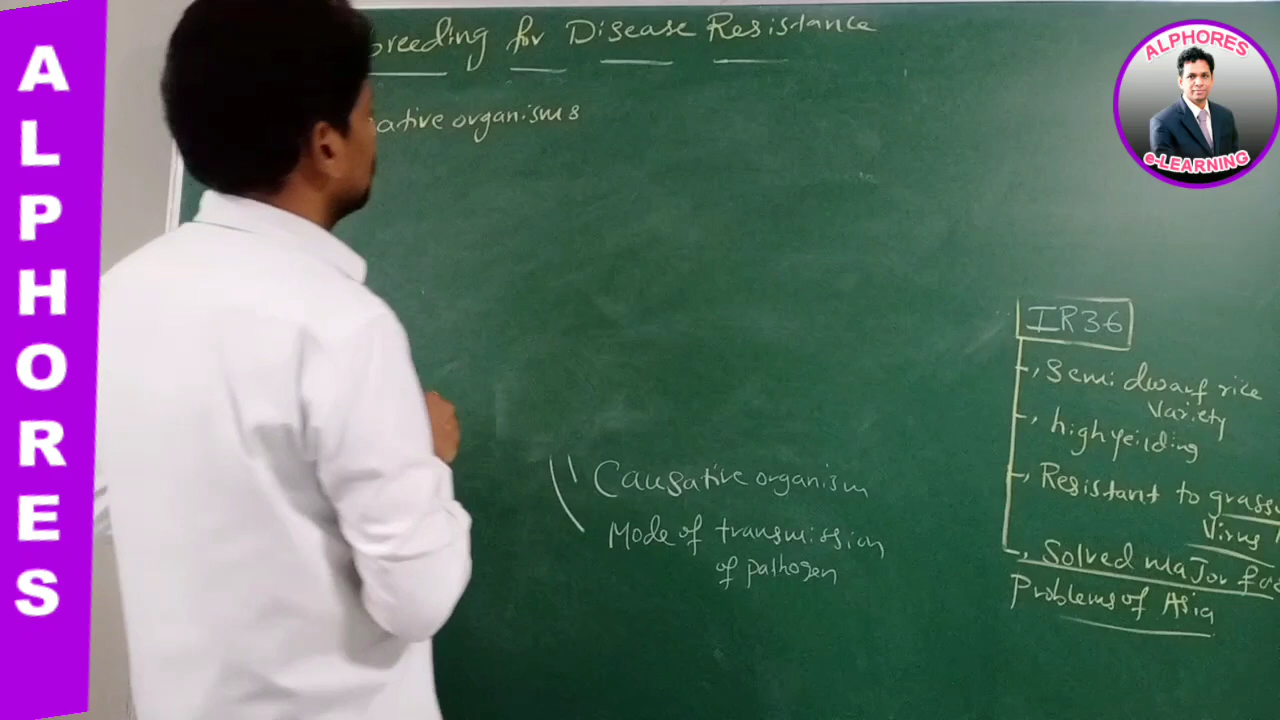 ALPHORES
breeding for Disease Resistance
ative organisms
Causative organism
Mode of transmission
of pathogen
IR36
Semi dwarf rice
Variety
high yeilding
Resistant to grass
Virus
Solved major
Problems of Asia
ALPHORES
e-LEARNING